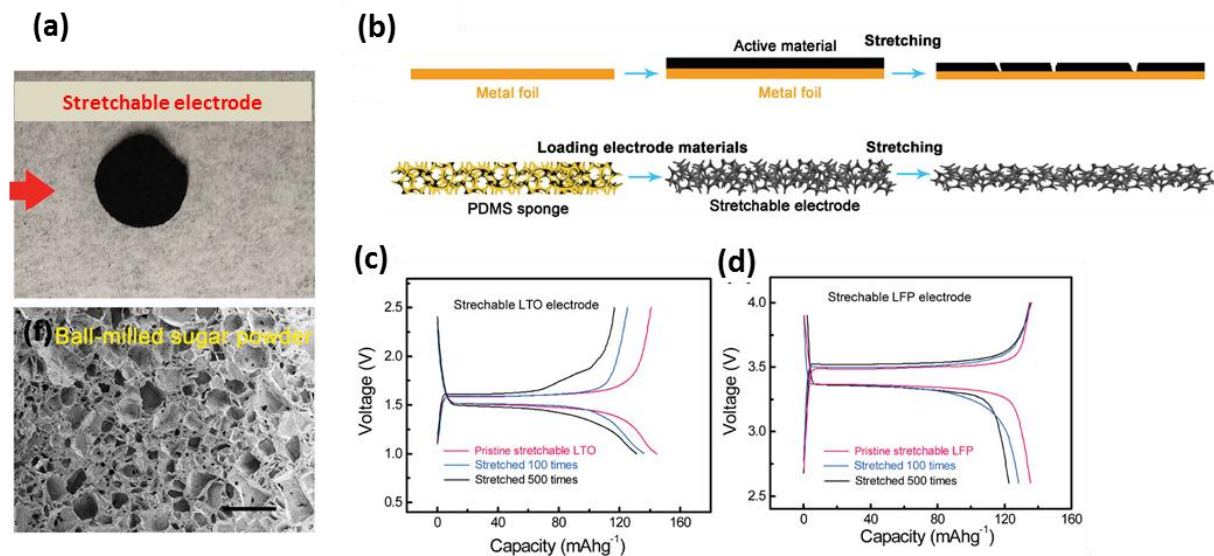 (a)
Stretchable electrode
(f) Ball-milled sugar powder
(b)
Active material
Stretching
Metal foil
Metal foil
Loading electrode materials
Stretching
PDMS sponge
Stretchable electrode
(c)
Strechable LTO electrode
Voltage (V)
2.5
2.0
1.5
1.0
0.5
Pristine stretchable LTO
Stretched 100 times
Stretched 500 times
0 40 80 120 160
Capacity (mAhg⁻¹)
(d)
Strechable LFP electrode
Voltage (V)
4.0
3.5
3.0
2.5
Pristine stretchable LFP
Stretched 100 times
Stretched 500 times
0 40 80 120 160
Capacity (mAhg⁻¹)